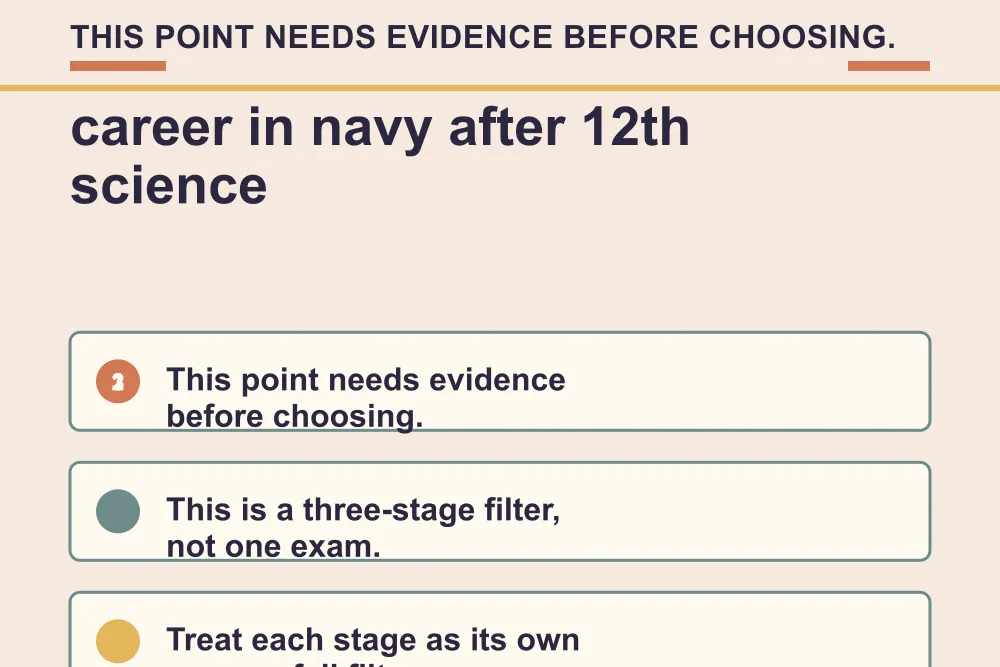 THIS POINT NEEDS EVIDENCE BEFORE CHOOSING.
career in navy after 12th
science
This point needs evidence
before choosing.
This is a three-stage filter,
not one exam.
Treat each stage as its own